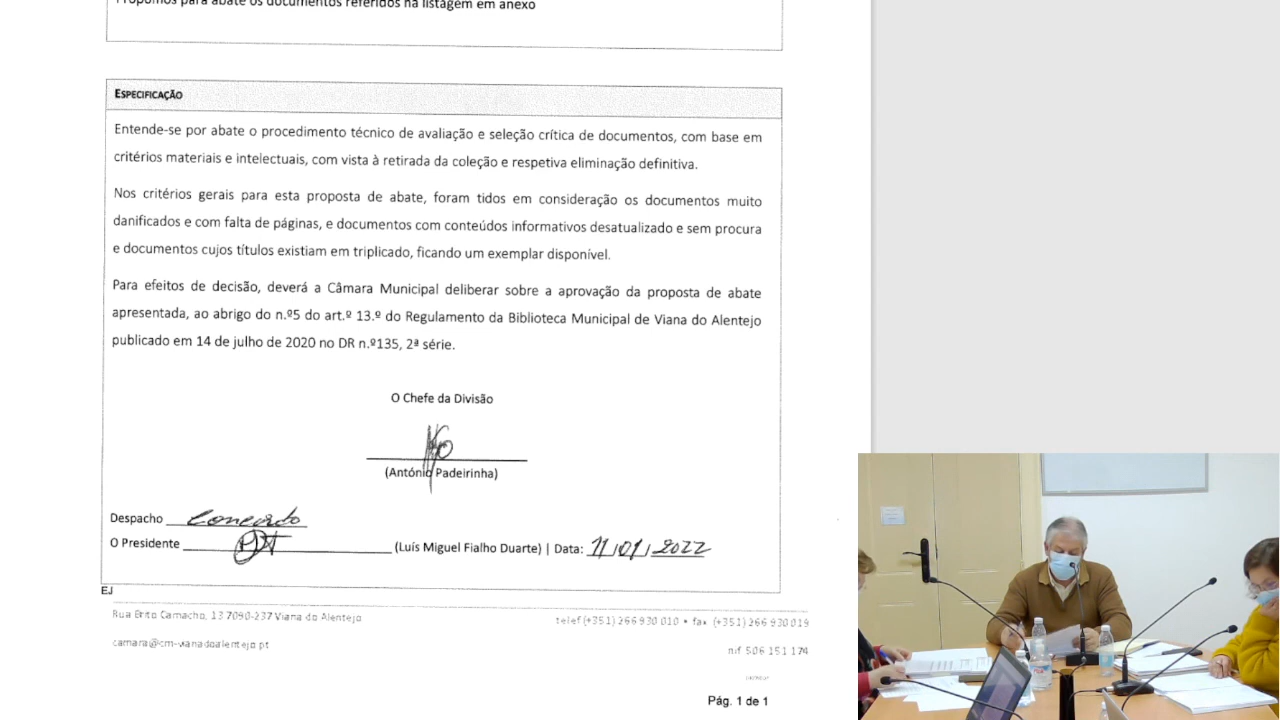 Propomos para abate os documentos referidos na listagem em anexo
ESPECIFICAÇÃO
Entende-se por abate o procedimento técnico de avaliação e seleção crítica de documentos, com base em
critérios materiais e intelectuais, com vista à retirada da coleção e respetiva eliminação definitiva.
Nos critérios gerais para esta proposta de abate, foram tidos em consideração os documentos muito
danificados e com falta de páginas, e documentos com conteúdos informativos desatualizado e sem procura
e documentos cujos títulos existiam em triplicado, ficando um exemplar disponível.
Para efeitos de decisão, deverá a Câmara Municipal deliberar sobre a aprovação da proposta de abate
apresentada, ao abrigo do n.º5 do art.º 13.º do Regulamento da Biblioteca Municipal de Viana do Alentejo
publicado em 14 de julho de 2020 no DR n.º135, 2ª série.
O Chefe da Divisão
(António Padeirinha)
Despacho Concordo
O Presidente (Luís Miguel Fialho Duarte) | Data: 11/01/2022
EJ
Rua Brito Camacho, 13 7090-237 Viana do Alentejo
telef (+351) 266 930 010 • fax (+351) 266 930 019
camara@cm-vianadoalentejo.pt
nif 506 151 174
Pág. 1 de 1